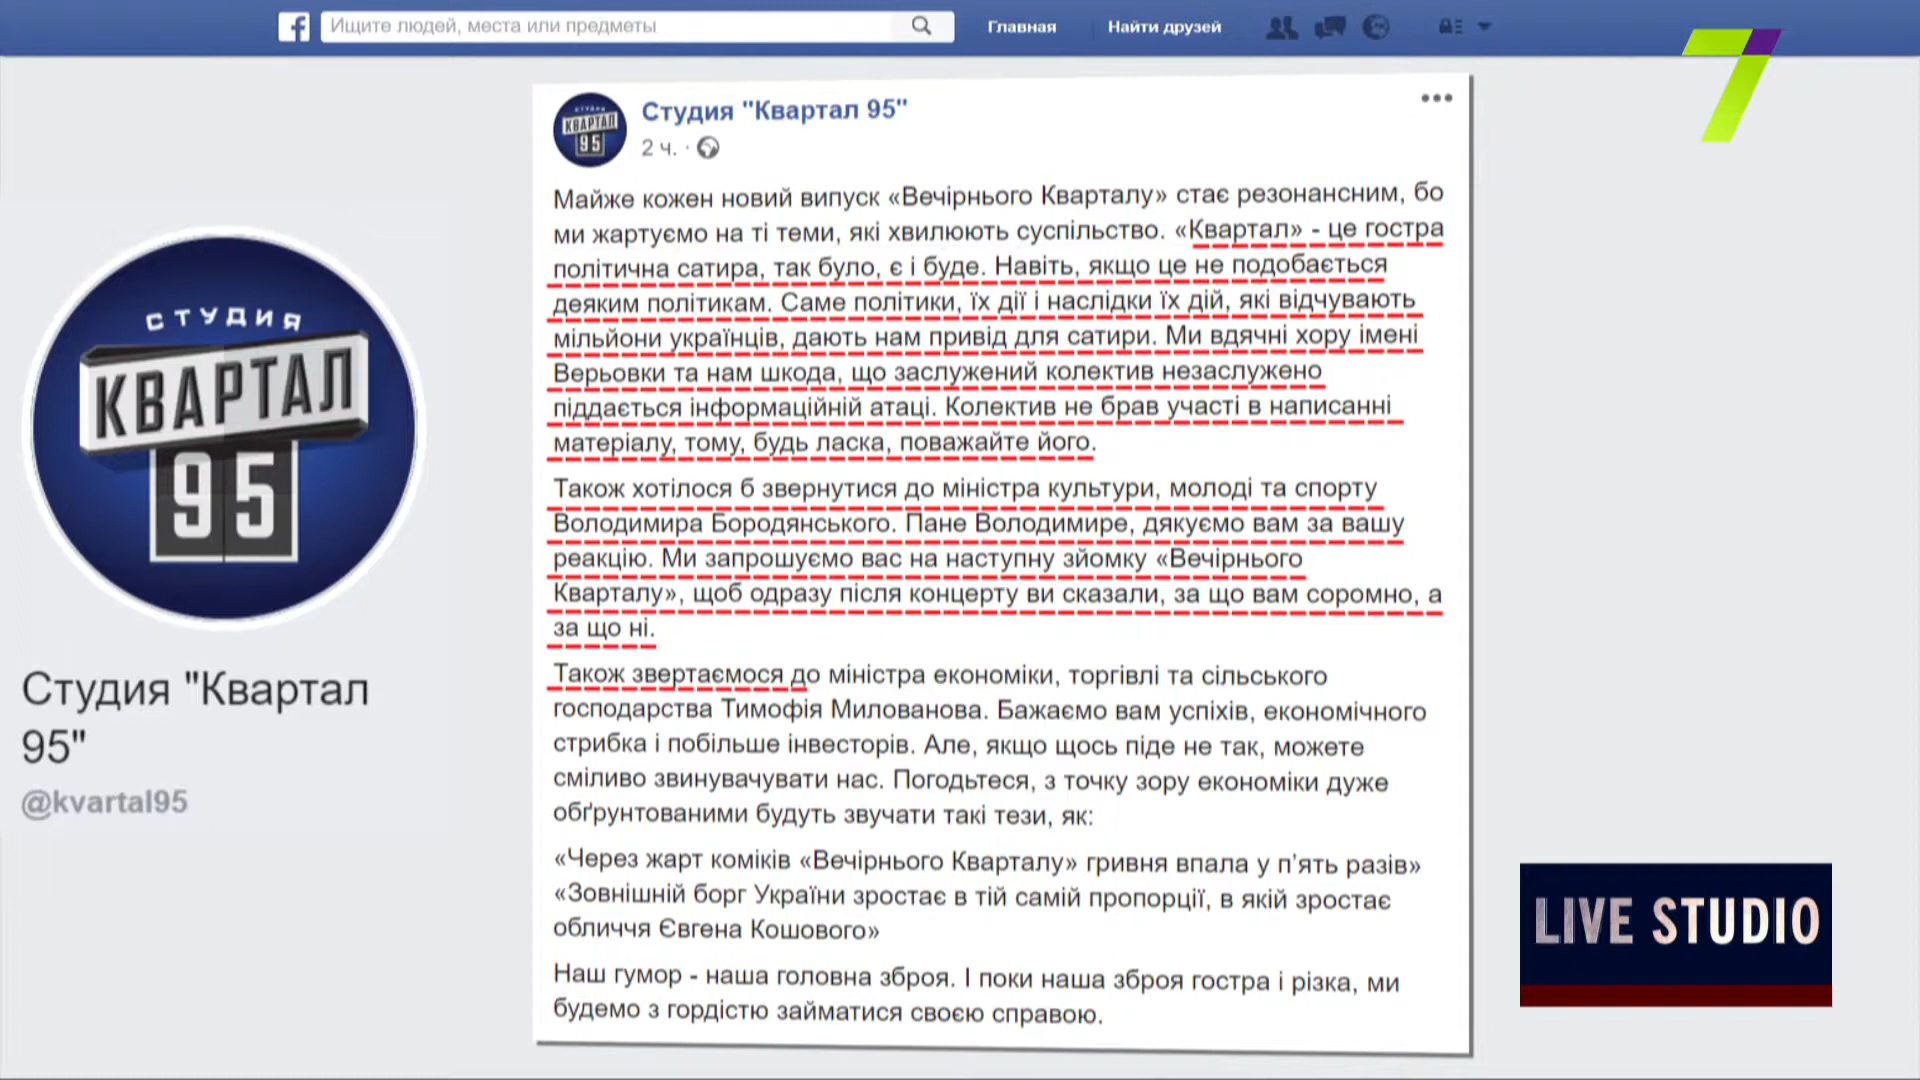 Ищите людей, места или предметы
Главная
Найти друзей
7
СТУДИЯ
КВАРТАЛ
95
Студия "Квартал 95"
2 ч. ·
Майже кожен новий випуск «Вечірнього Кварталу» стає резонансним, бо
ми жартуємо на ті теми, які хвилюють суспільство. «Квартал» - це гостра
політична сатира, так було, є і буде. Навіть, якщо це не подобається
деяким політикам. Саме політики, їх дії і наслідки їх дій, які відчувають
мільйони українців, дають нам привід для сатири. Ми вдячні хору імені
Верьовки та нам шкода, що заслужений колектив незаслужено
піддається інформаційній атаці. Колектив не брав участі в написанні
матеріалу, тому, будь ласка, поважайте його.
Також хотілося б звернутися до міністра культури, молоді та спорту
Володимира Бородянського. Пане Володимире, дякуємо вам за вашу
реакцію. Ми запрошуємо вас на наступну зйомку «Вечірнього
Кварталу», щоб одразу після концерту ви сказали, за що вам соромно, а
за що ні.
Також звертаємося до міністра економіки, торгівлі та сільського
господарства Тимофія Милованова. Бажаємо вам успіхів, економічного
стрибка і побільше інвесторів. Але, якщо щось піде не так, можете
сміливо звинувачувати нас. Погодьтеся, з точку зору економіки дуже
обґрунтованими будуть звучати такі тези, як:
«Через жарт коміків «Вечірнього Кварталу» гривня впала у п’ять разів»
«Зовнішній борг України зростає в тій самій пропорції, в якій зростає
обличчя Євгена Кошового»
Наш гумор - наша головна зброя. І поки наша зброя гостра і різка, ми
будемо з гордістю займатися своєю справою.
СТУДИЯ
КВАРТАЛ
95
Студия "Квартал
95"
@kvartal95
LIVE STUDIO